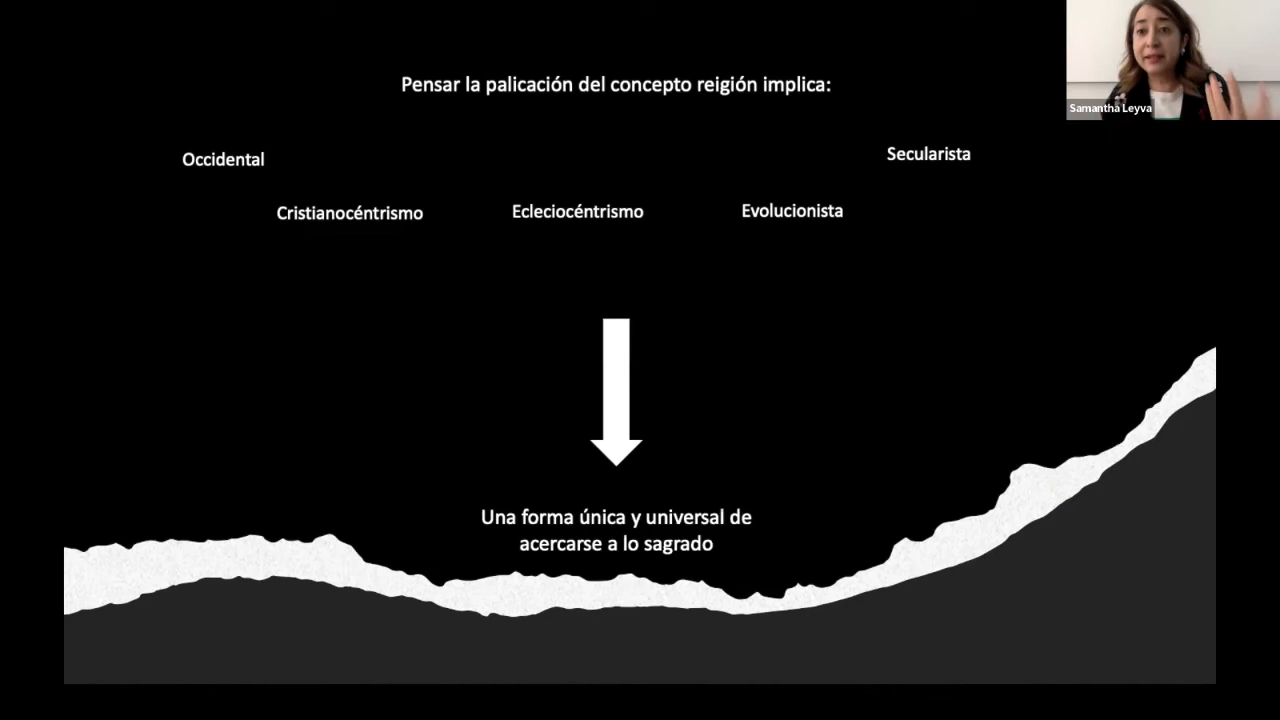 Pensar la palicación del concepto reigión implica:
Samantha Leyva
Occidental
Secularista
Cristianocéntrismo
Ecleciocéntrismo
Evolucionista
Una forma única y universal de
acercarse a lo sagrado